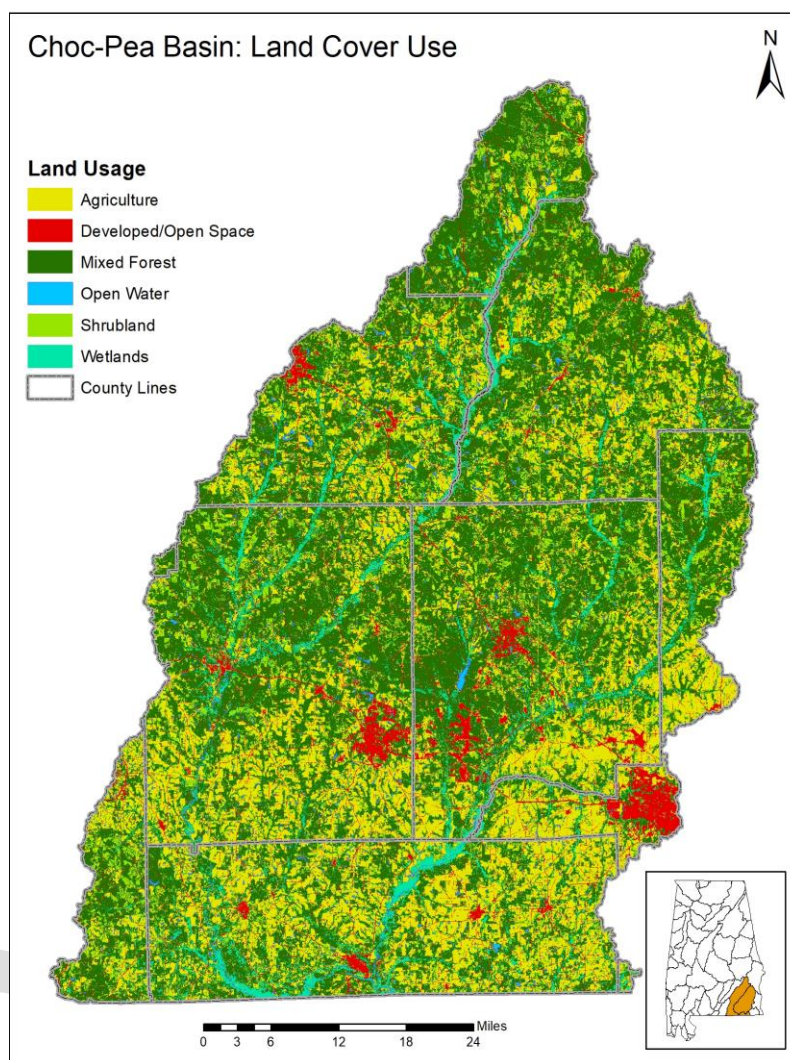 Choc-Pea Basin: Land Cover Use
N
Land Usage
Agriculture
Developed/Open Space
Mixed Forest
Open Water
Shrubland
Wetlands
County Lines
Miles
0 3 6 12 18 24